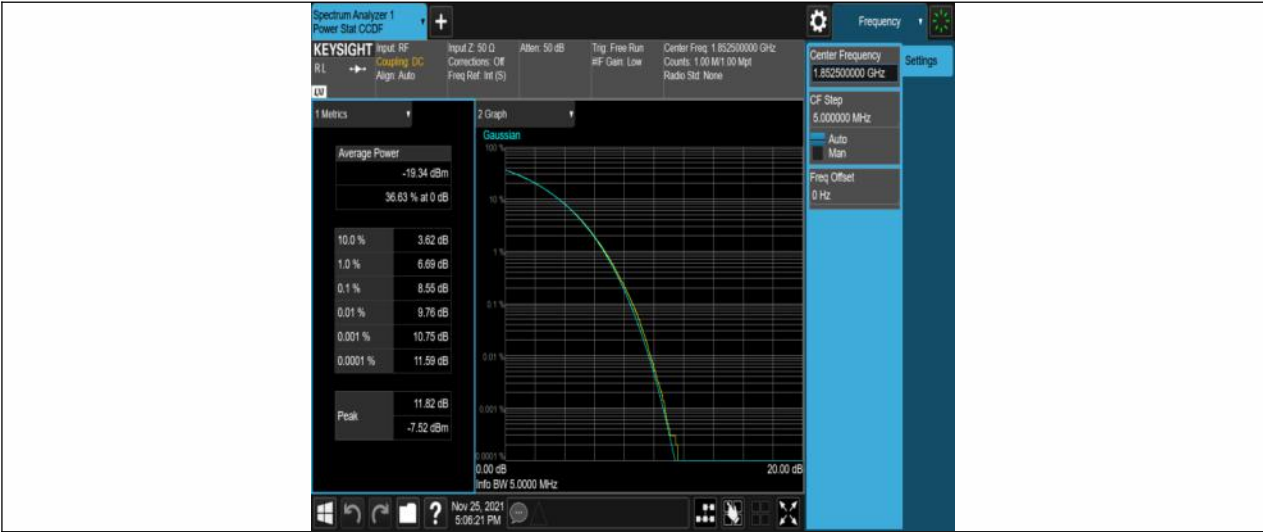 Spectrum Analyzer 1
Power Stat CCDF
Frequency
KEYSIGHT
Input: RF
Coupling: DC
Align: Auto
Input Z: 50 Ω
Corrections: Off
Freq Ref: Int (S)
Atten: 50 dB
Trig: Free Run
#IF Gain: Low
Center Freq: 1.852500000 GHz
Counts: 1.00 M/1.00 Mpt
Radio Std: None
R L
LVI
Center Frequency
1.852500000 GHz
Settings
CF Step
5.000000 MHz
Auto
Man
Freq Offset
0 Hz
1 Metrics
Average Power
-19.34 dBm
36.63 % at 0 dB
10.0 % 3.62 dB
1.0 % 6.69 dB
0.1 % 8.55 dB
0.01 % 9.76 dB
0.001 % 10.75 dB
0.0001 % 11.59 dB
Peak
11.82 dB
-7.52 dBm
2 Graph
Gaussian
100 %
10 %
1 %
0.1 %
0.01 %
0.001 %
0.0001 %
0.00 dB
20.00 dB
Info BW 5.0000 MHz
Nov 25, 2021
5:06:21 PM